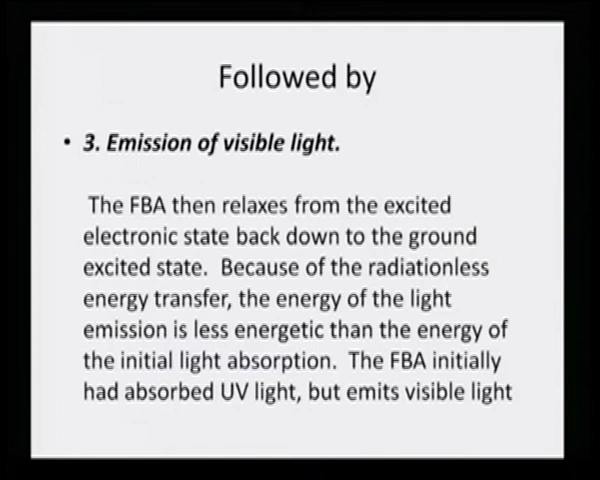 Followed by
• 3. Emission of visible light.
The FBA then relaxes from the excited
electronic state back down to the ground
excited state. Because of the radiationless
energy transfer, the energy of the light
emission is less energetic than the energy of
the initial light absorption. The FBA initially
had absorbed UV light, but emits visible light